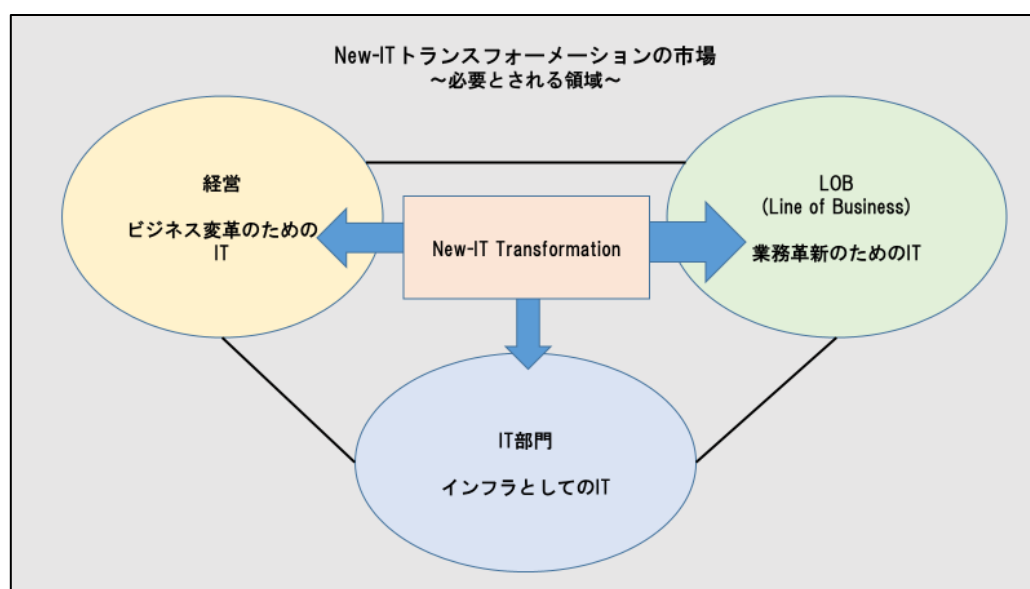 New-ITトランスフォーメーションの市場
～必要とされる領域～
経営
ビジネス変革のための
IT
New-IT Transformation
LOB
(Line of Business)
業務革新のためのIT
IT部門
インフラとしてのIT